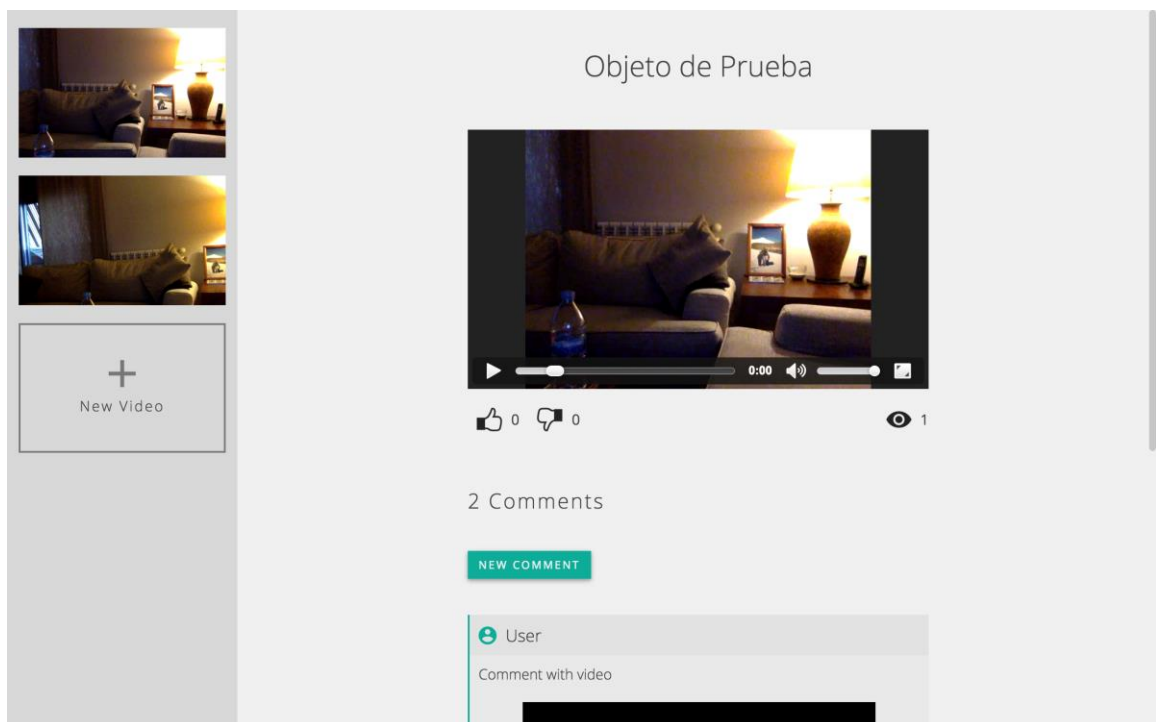 Objeto de Prueba
New Video
0:00
0 0 1
2 Comments
NEW COMMENT
User
Comment with video